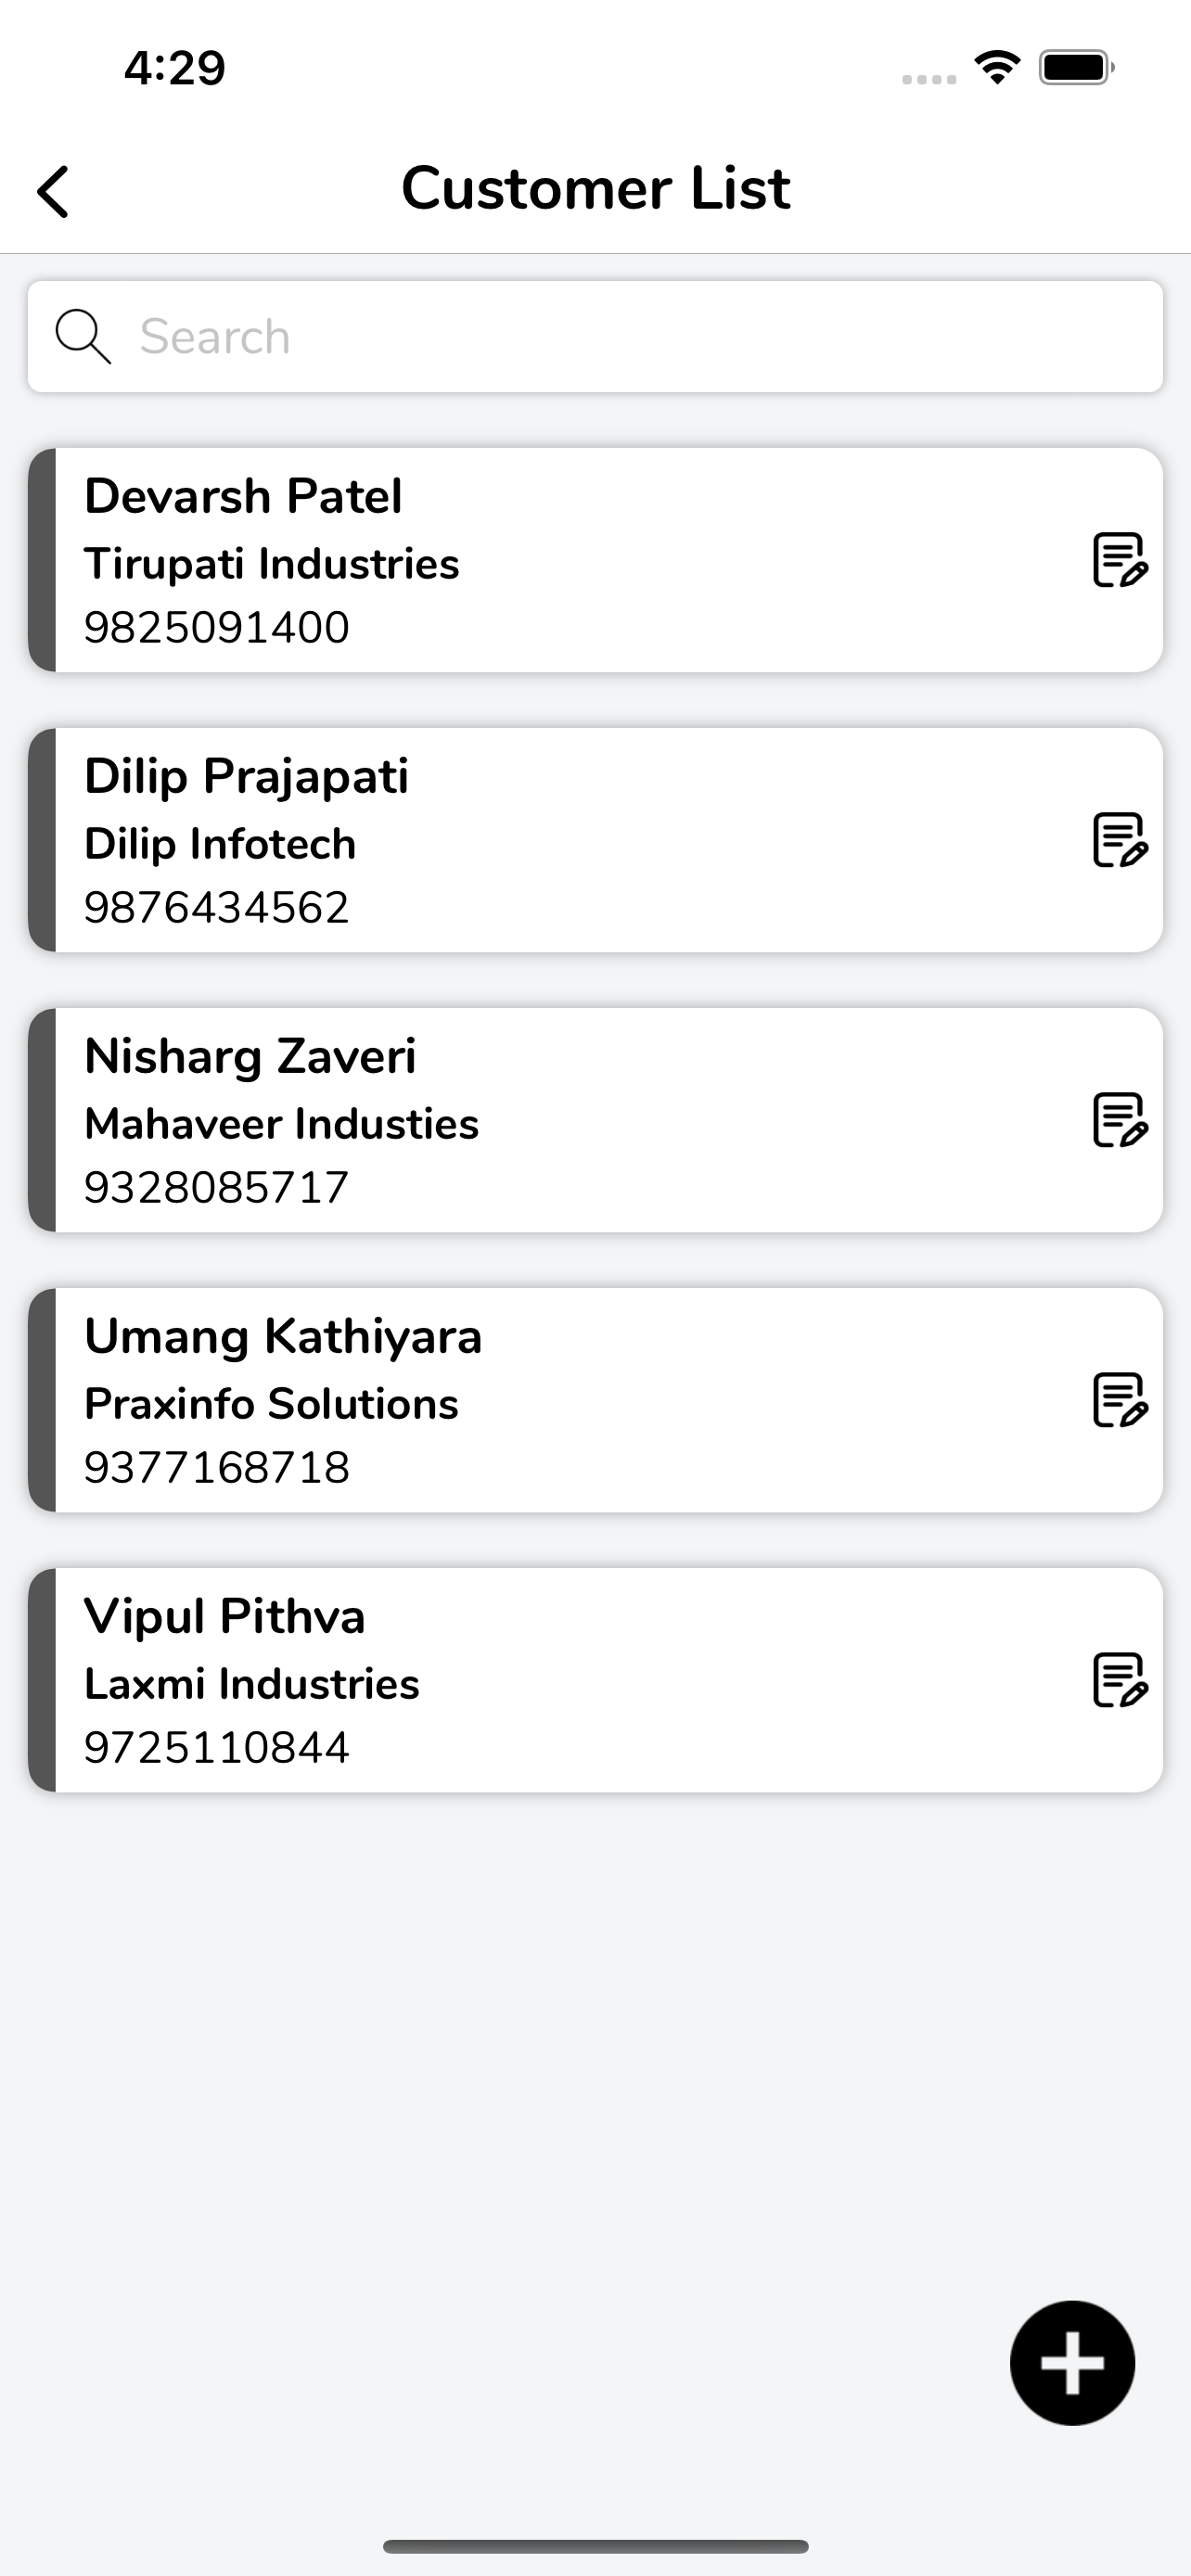 4:29
Customer List
Search
Devarsh Patel
Tirupati Industries
9825091400
Dilip Prajapati
Dilip Infotech
9876434562
Nisharg Zaveri
Mahaveer Industies
9328085717
Umang Kathiyara
Praxinfo Solutions
9377168718
Vipul Pithva
Laxmi Industries
9725110844